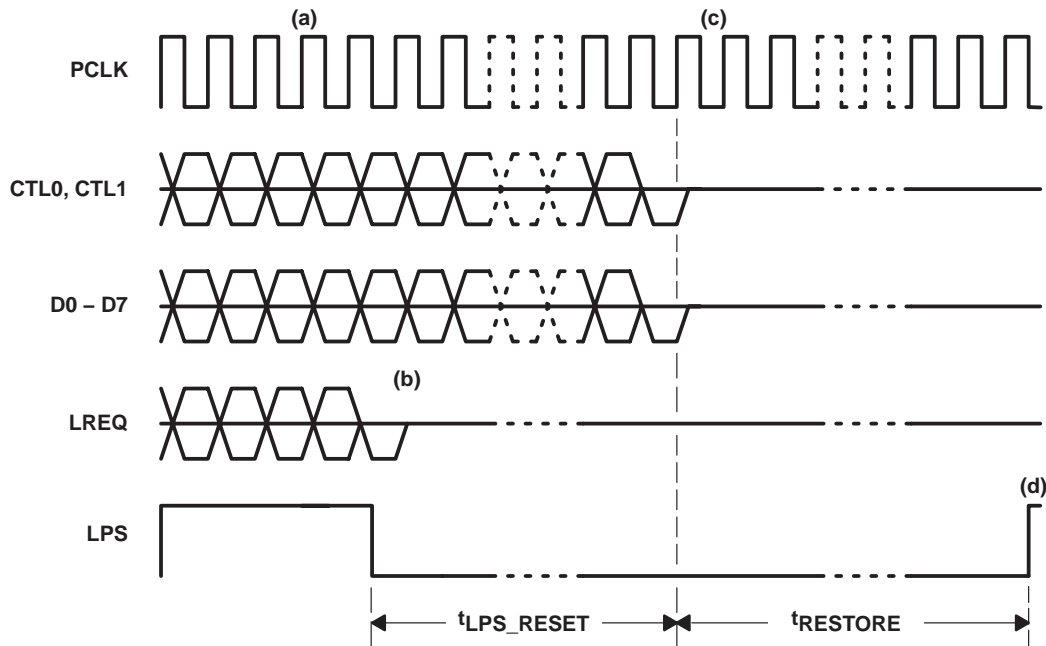 (a)
(c)
PCLK
CTL0, CTL1
D0 – D7
(b)
LREQ
(d)
LPS
tLPS_RESET
tRESTORE